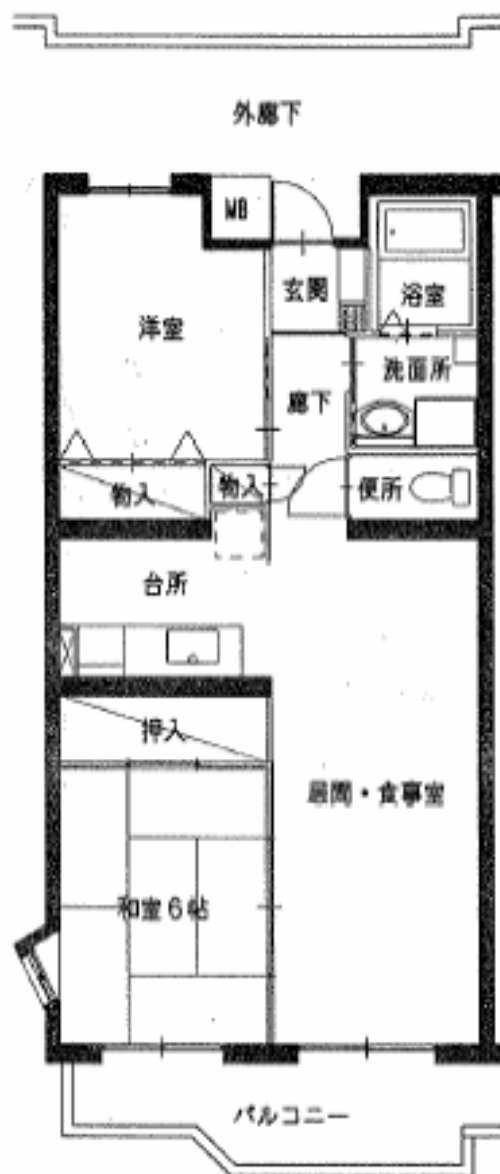 外廊下
MB
玄関
浴室
洋室
洗面所
廊下
物入
物入
便所
台所
押入
居間・食事室
和室6帖
バルコニー